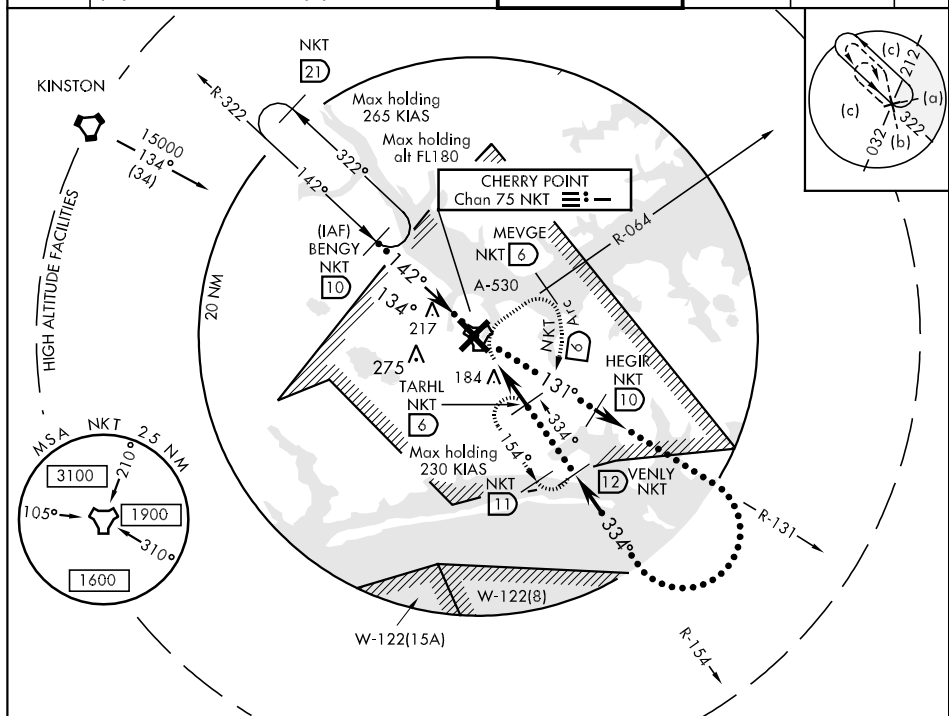 NKT
21
KINSTON
R-322
15000
134°
(34)
HIGH ALTITUDE FACILITIES
20 NM
Max holding
265 KIAS
Max holding
alt FL180
322°
142°
CHERRY POINT
Chan 75 NKT
(IAF)
BENGY
NKT
10
142°
134°
MEVGE
NKT 6
A-530
R-064
NKT 6 Arc
217
275
184
TARHL
NKT
6
131°
HEGIR
NKT
10
334°
154°
Max holding
230 KIAS
NKT
11
12 VENLY
NKT
334°
R-131
R-154
W-122(8)
W-122(15A)
MSA NKT 25 NM
3100
210°
105°
1900
310°
1600
(c)
212
(a)
(c)
322
(b)
032